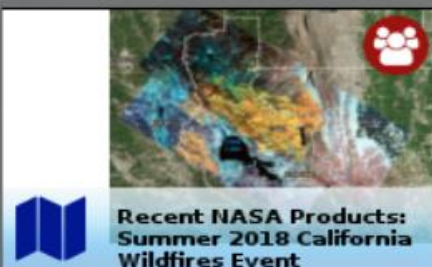 Recent NASA Products:
Summer 2018 California
Wildfires Event